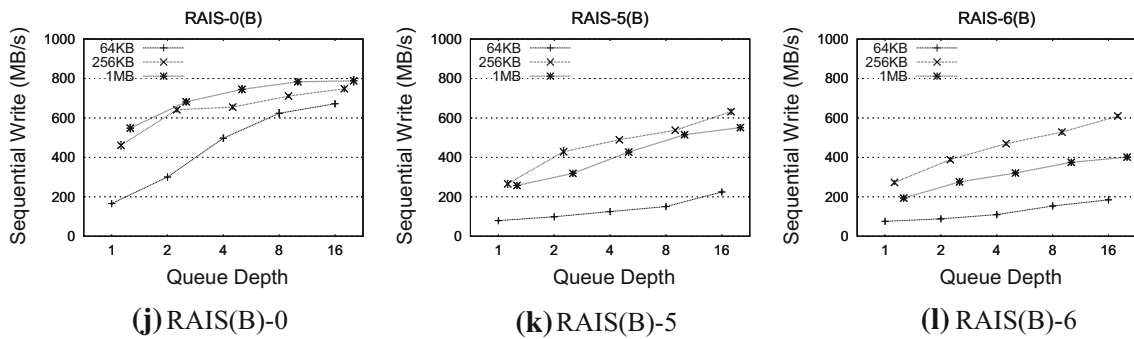 RAIS-0(B)
Sequential Write (MB/s)
1000
800
600
400
200
0
64KB
256KB
1MB
1 2 4 8 16
Queue Depth
(j) RAIS(B)-0
RAIS-5(B)
Sequential Write (MB/s)
1000
800
600
400
200
0
64KB
256KB
1MB
1 2 4 8 16
Queue Depth
(k) RAIS(B)-5
RAIS-6(B)
Sequential Write (MB/s)
1000
800
600
400
200
0
64KB
256KB
1MB
1 2 4 8 16
Queue Depth
(l) RAIS(B)-6